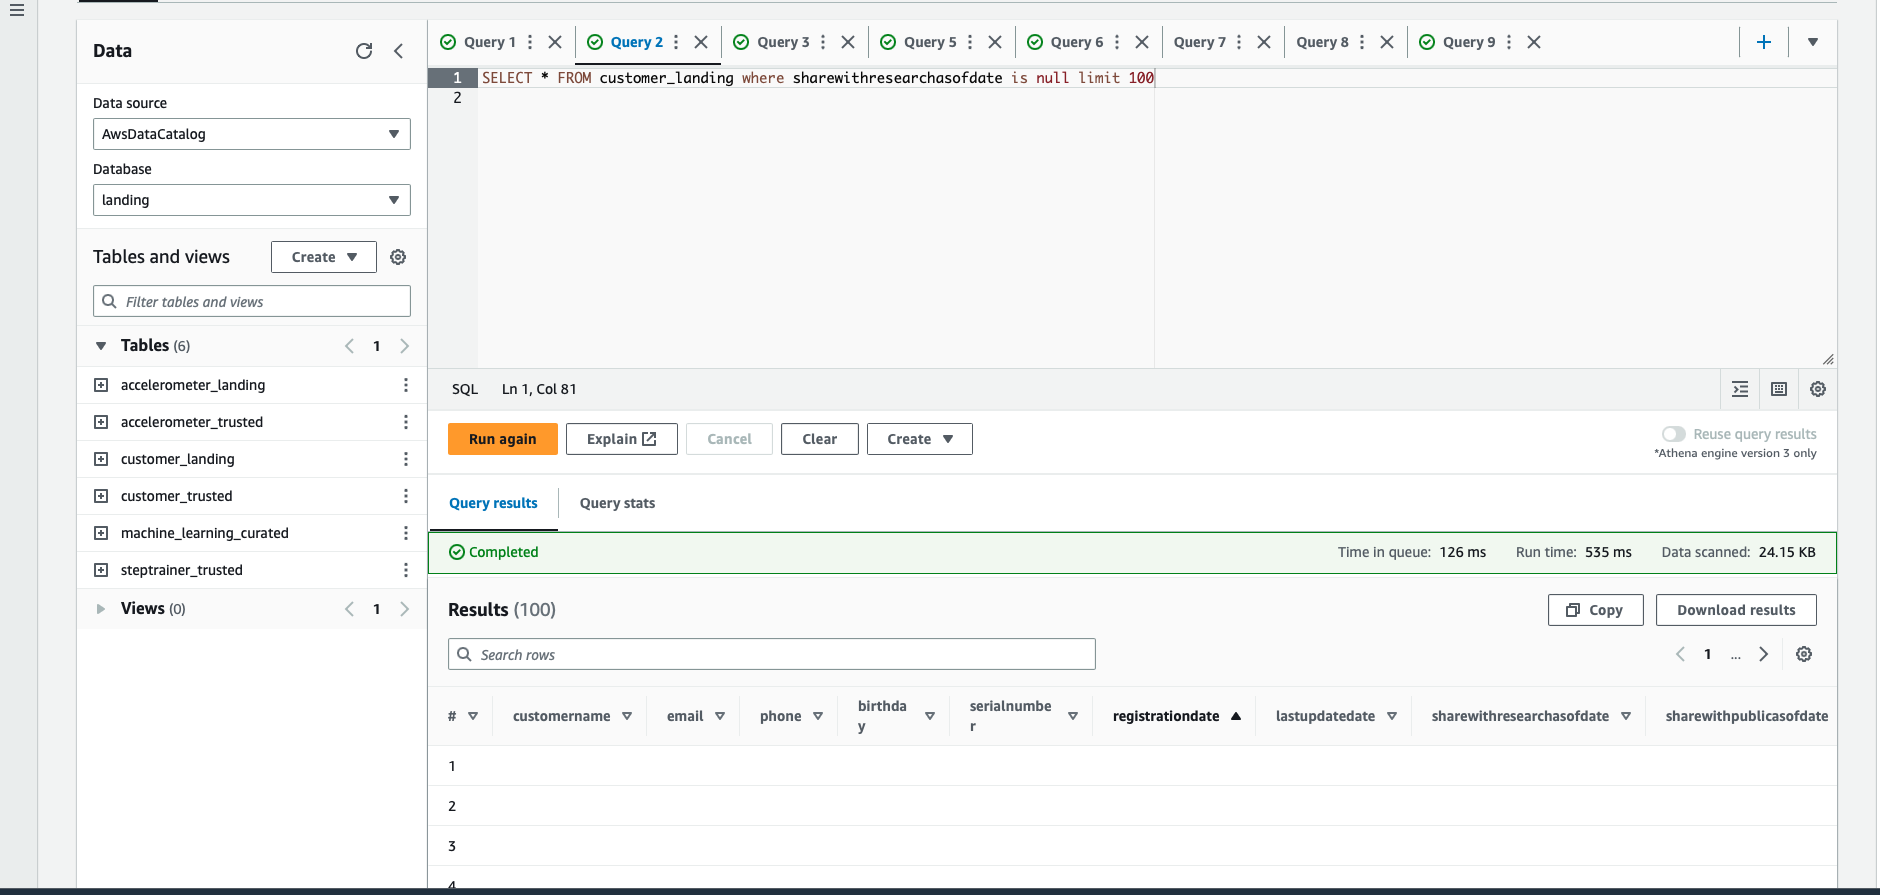 Data
Data source
AwsDataCatalog
Database
landing
Tables and views
Create
Filter tables and views
Tables (6)
1
accelerometer_landing
accelerometer_trusted
customer_landing
customer_trusted
machine_learning_curated
steptrainer_trusted
Views (0)
1
Query 1
Query 2
Query 3
Query 5
Query 6
Query 7
Query 8
Query 9
1 SELECT * FROM customer_landing where sharewithresearchasofdate is null limit 100
2
SQL Ln 1, Col 81
Run again Explain Cancel Clear Create
Reuse query results
*Athena engine version 3 only
Query results Query stats
Completed
Time in queue: 126 ms Run time: 535 ms Data scanned: 24.15 KB
Results (100)
Copy Download results
Search rows
1 ...
# customername email phone birthda
y serialnumbe
r registrationdate lastupdatedate sharewithresearchasofdate sharewithpublicasofdate
1
2
3
4